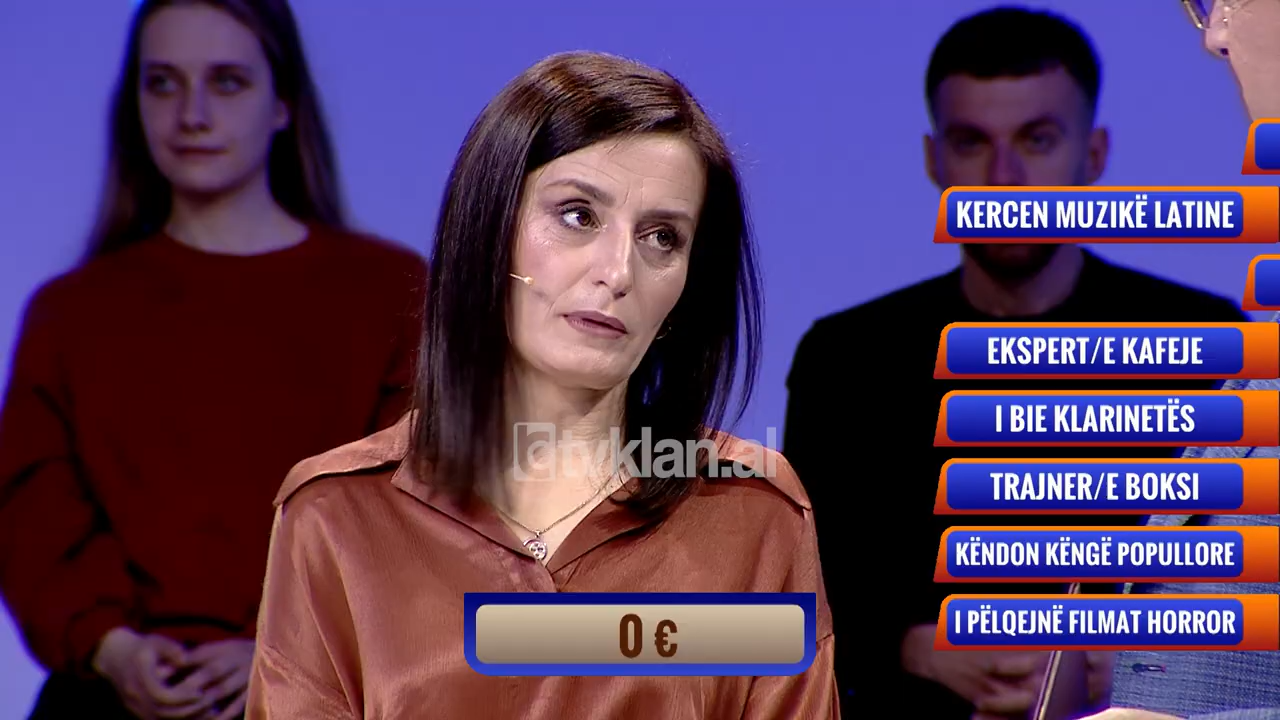 KERCEN MUZIKË LATINE
EKSPERT/E KAFEJE
I BIE KLARINETËS
tvklan.al
TRAJNER/E BOKSI
KËNDON KËNGË POPULLORE
I PËLQEJNË FILMAT HORROR
0 €